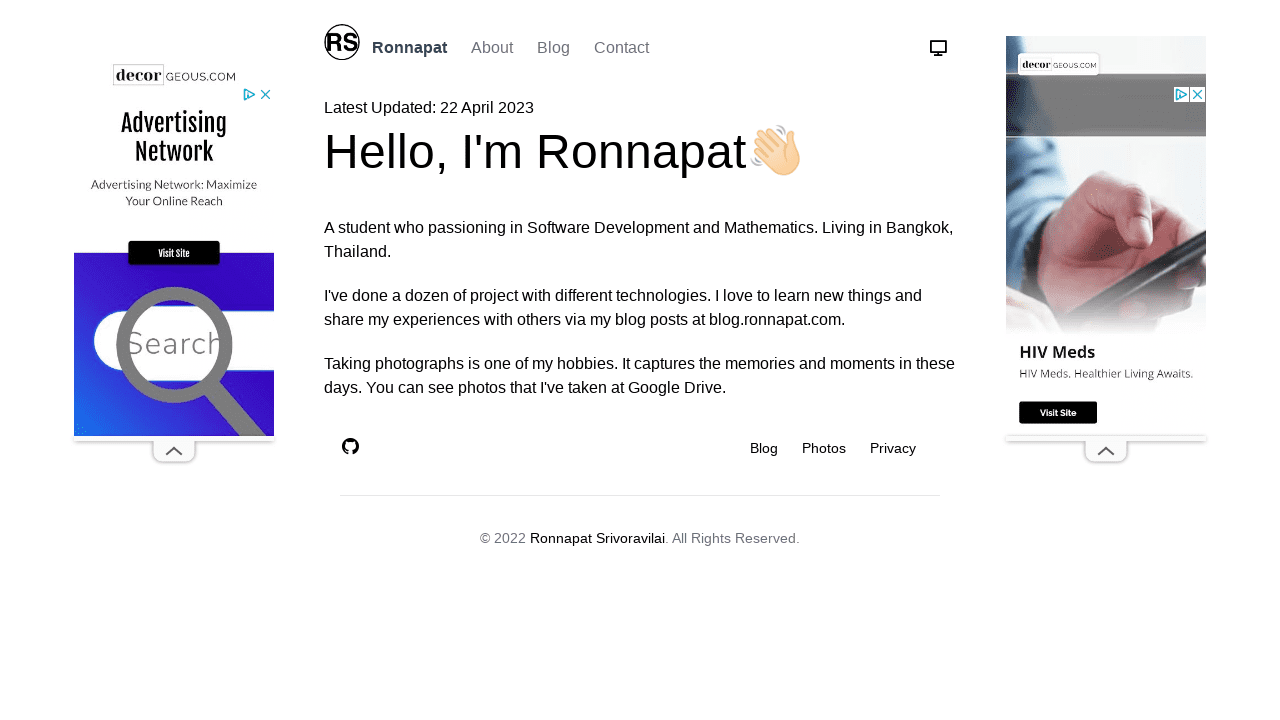 RS Ronnapat About Blog Contact
Latest Updated: 22 April 2023
Hello, I'm Ronnapat👋🏻
A student who passioning in Software Development and Mathematics. Living in Bangkok,
Thailand.
I've done a dozen of project with different technologies. I love to learn new things and
share my experiences with others via my blog posts at blog.ronnapat.com.
Taking photographs is one of my hobbies. It captures the memories and moments in these
days. You can see photos that I've taken at Google Drive.
Blog Photos Privacy
© 2022 Ronnapat Srivoravilai. All Rights Reserved.
decor GEOUS.COM
Advertising
Network
Advertising Network: Maximize
Your Online Reach
Visit Site
Search
decor GEOUS.COM
HIV Meds
HIV Meds. Healthier Living Awaits.
Visit Site